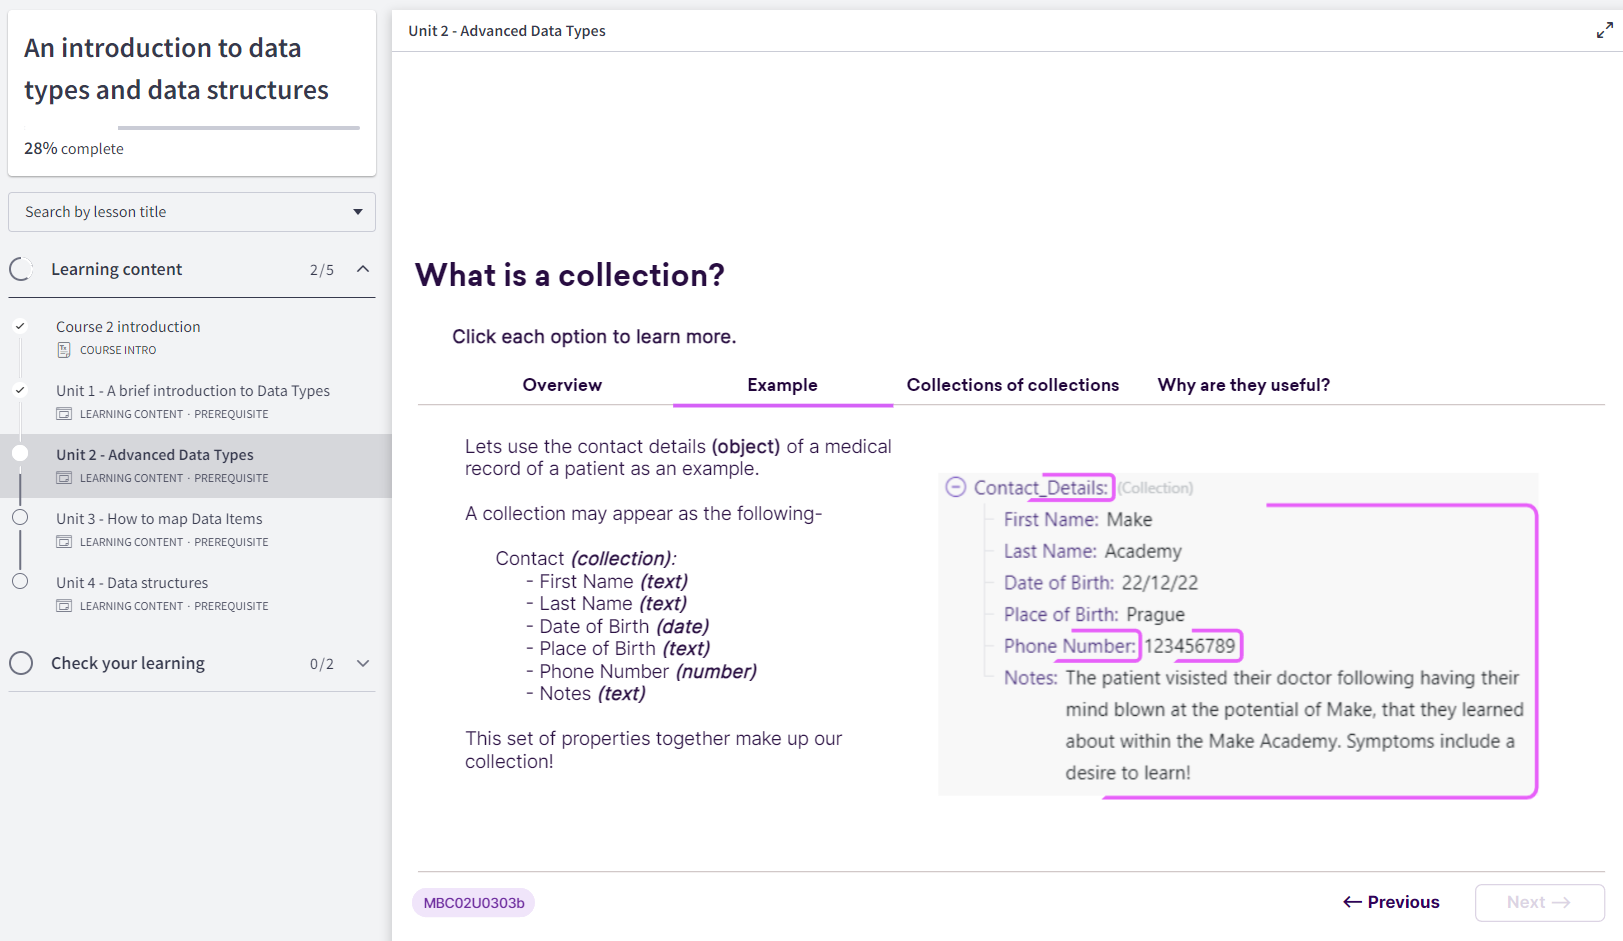 An introduction to data
types and data structures
28% complete
Search by lesson title
Learning content 2/5
Course 2 introduction
COURSE INTRO
Unit 1 - A brief introduction to Data Types
LEARNING CONTENT · PREREQUISITE
Unit 2 - Advanced Data Types
LEARNING CONTENT · PREREQUISITE
Unit 3 - How to map Data Items
LEARNING CONTENT · PREREQUISITE
Unit 4 - Data structures
LEARNING CONTENT · PREREQUISITE
Check your learning 0/2
Unit 2 - Advanced Data Types
What is a collection?
Click each option to learn more.
Overview Example Collections of collections Why are they useful?
Lets use the contact details (object) of a medical
record of a patient as an example.
A collection may appear as the following-
Contact (collection):
- First Name (text)
- Last Name (text)
- Date of Birth (date)
- Place of Birth (text)
- Phone Number (number)
- Notes (text)
This set of properties together make up our
collection!
Contact_Details: (Collection)
First Name: Make
Last Name: Academy
Date of Birth: 22/12/22
Place of Birth: Prague
Phone Number: 123456789
Notes: The patient visisted their doctor following having their
mind blown at the potential of Make, that they learned
about within the Make Academy. Symptoms include a
desire to learn!
MBC02U0303b
← Previous
Next →